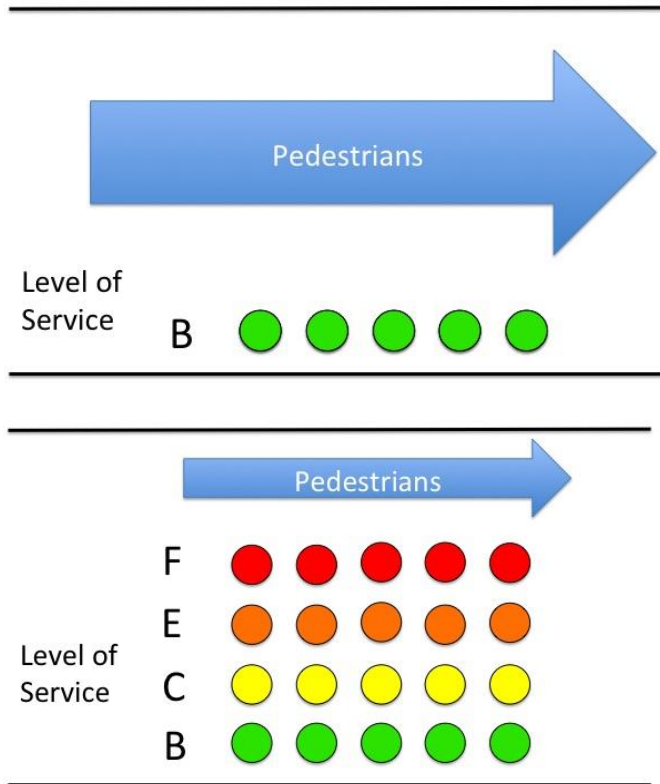 Pedestrians
Level of
Service
B
Pedestrians
F
E
Level of
Service
C
B